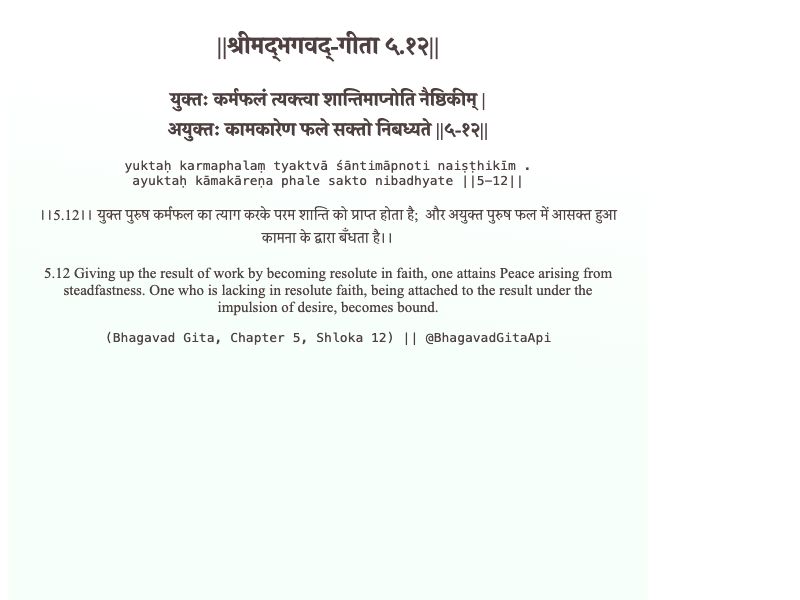 ||श्रीमद्‍भगवद्‍-गीता ५.१२||
युक्तः कर्मफलं त्यक्त्वा शान्तिमाप्नोति नैष्ठिकीम् |
अयुक्तः कामकारेण फले सक्तो निबध्यते ||५-१२||
yuktaḥ karmaphalaṃ tyaktvā śāntimāpnoti naiṣṭhikīm .
ayuktaḥ kāmakāreṇa phale sakto nibadhyate ||5-12||
।।5.12।। युक्त पुरुष कर्मफल का त्याग करके परम शान्ति को प्राप्त होता है;  और अयुक्त पुरुष फल में आसक्त हुआ
कामना के द्वारा बँधता है।।
5.12 Giving up the result of work by becoming resolute in faith, one attains Peace arising from
steadfastness. One who is lacking in resolute faith, being attached to the result under the
impulsion of desire, becomes bound.
(Bhagavad Gita, Chapter 5, Shloka 12) || @BhagavadGitaApi